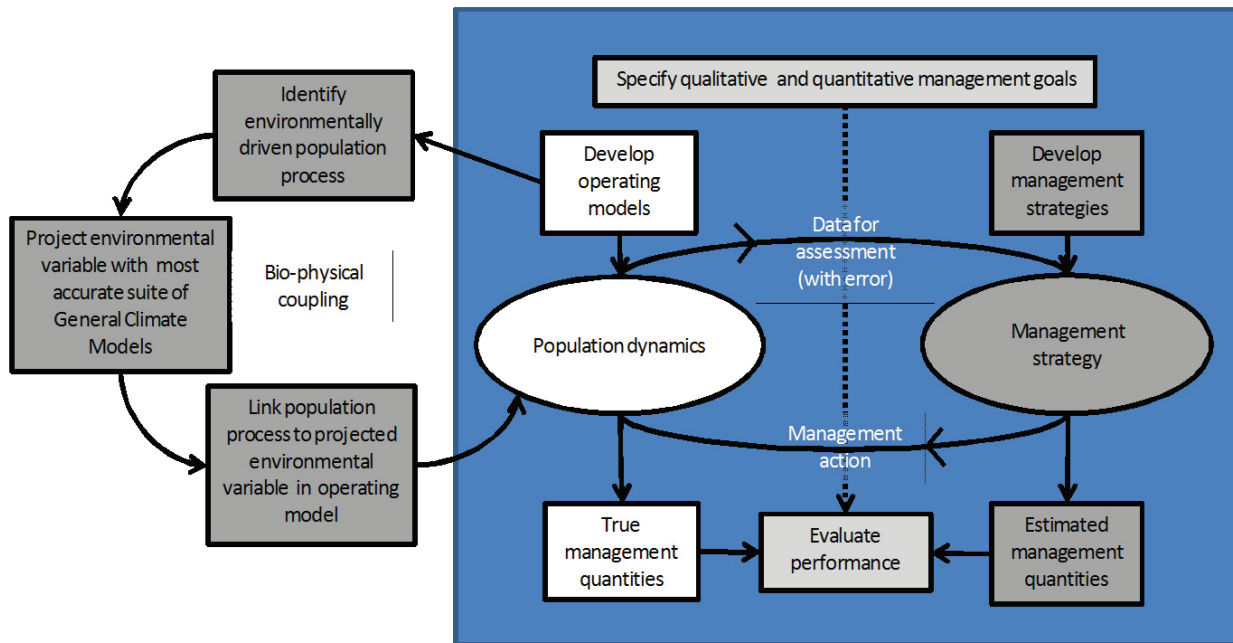 Specify qualitative and quantitative management goals
Identify
environmentally
driven population
process
Develop
operating
models
Develop
management
strategies
Project environmental
variable with most
accurate suite of
General Climate
Models
Bio-physical
coupling
Data for
assessment
(with error)
Population dynamics
Management
strategy
Link population
process to projected
environmental
variable in operating
model
Management
action
True
management
quantities
Evaluate
performance
Estimated
management
quantities